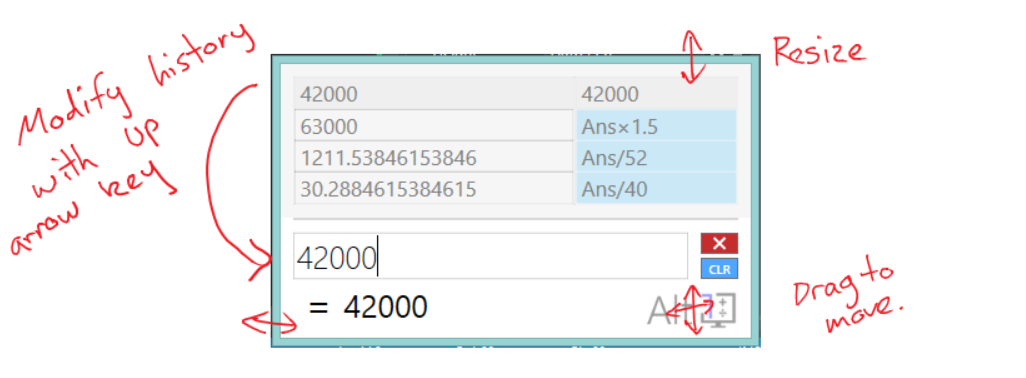 Modify history
with up
arrow key
Resize
42000 42000
63000 Ans×1.5
1211.53846153846 Ans/52
30.2884615384615 Ans/40
42000
×
CLR
= 42000
Alt
Drag to
move.